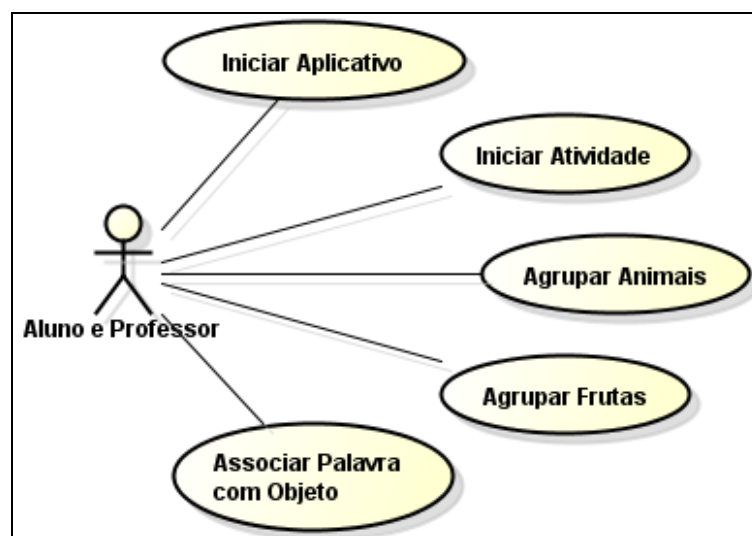 Iniciar Aplicativo
Iniciar Atividade
Agrupar Animais
Aluno e Professor
Agrupar Frutas
Associar Palavra
com Objeto